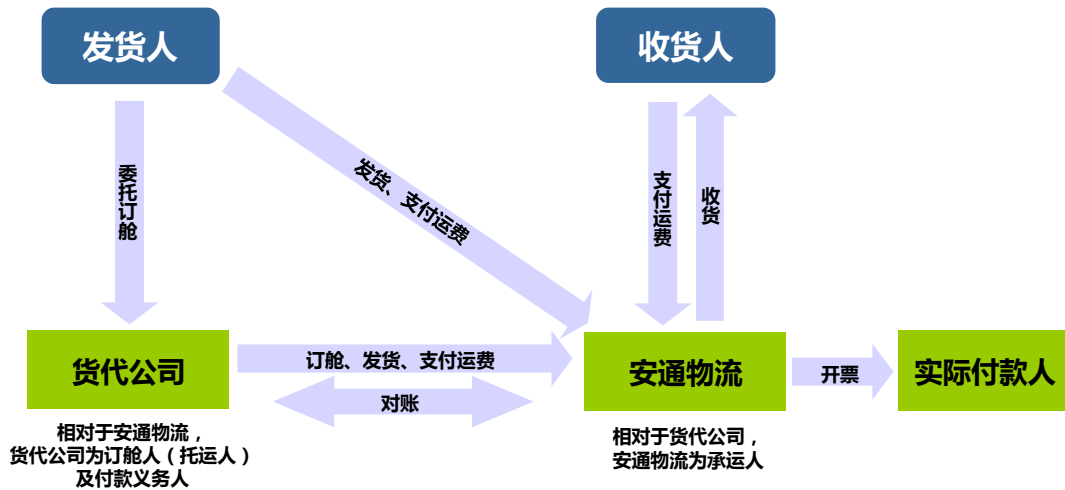 发货人
收货人
委托订舱
发货、支付运费
支付运费
收货
货代公司
订舱、发货、支付运费
对账
安通物流
开票
实际付款人
相对于安通物流，
货代公司为订舱人（托运人）
及付款义务人
相对于货代公司，
安通物流为承运人